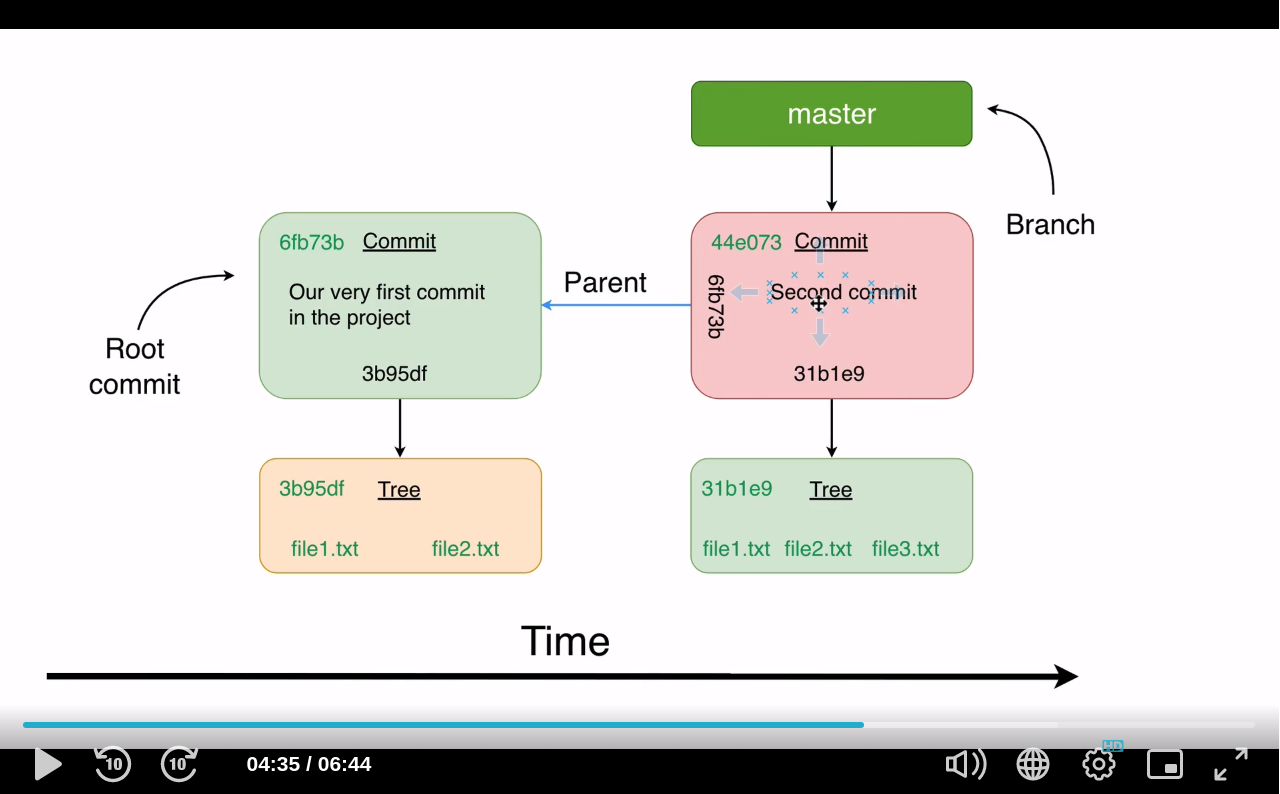 master
Branch
6fb73b Commit
Our very first commit
in the project
3b95df
Parent
44e073 Commit
6fb73b
Second commit
31b1e9
Root
commit
3b95df Tree
file1.txt file2.txt
31b1e9 Tree
file1.txt file2.txt file3.txt
Time
10
10
04:35 / 06:44
HD